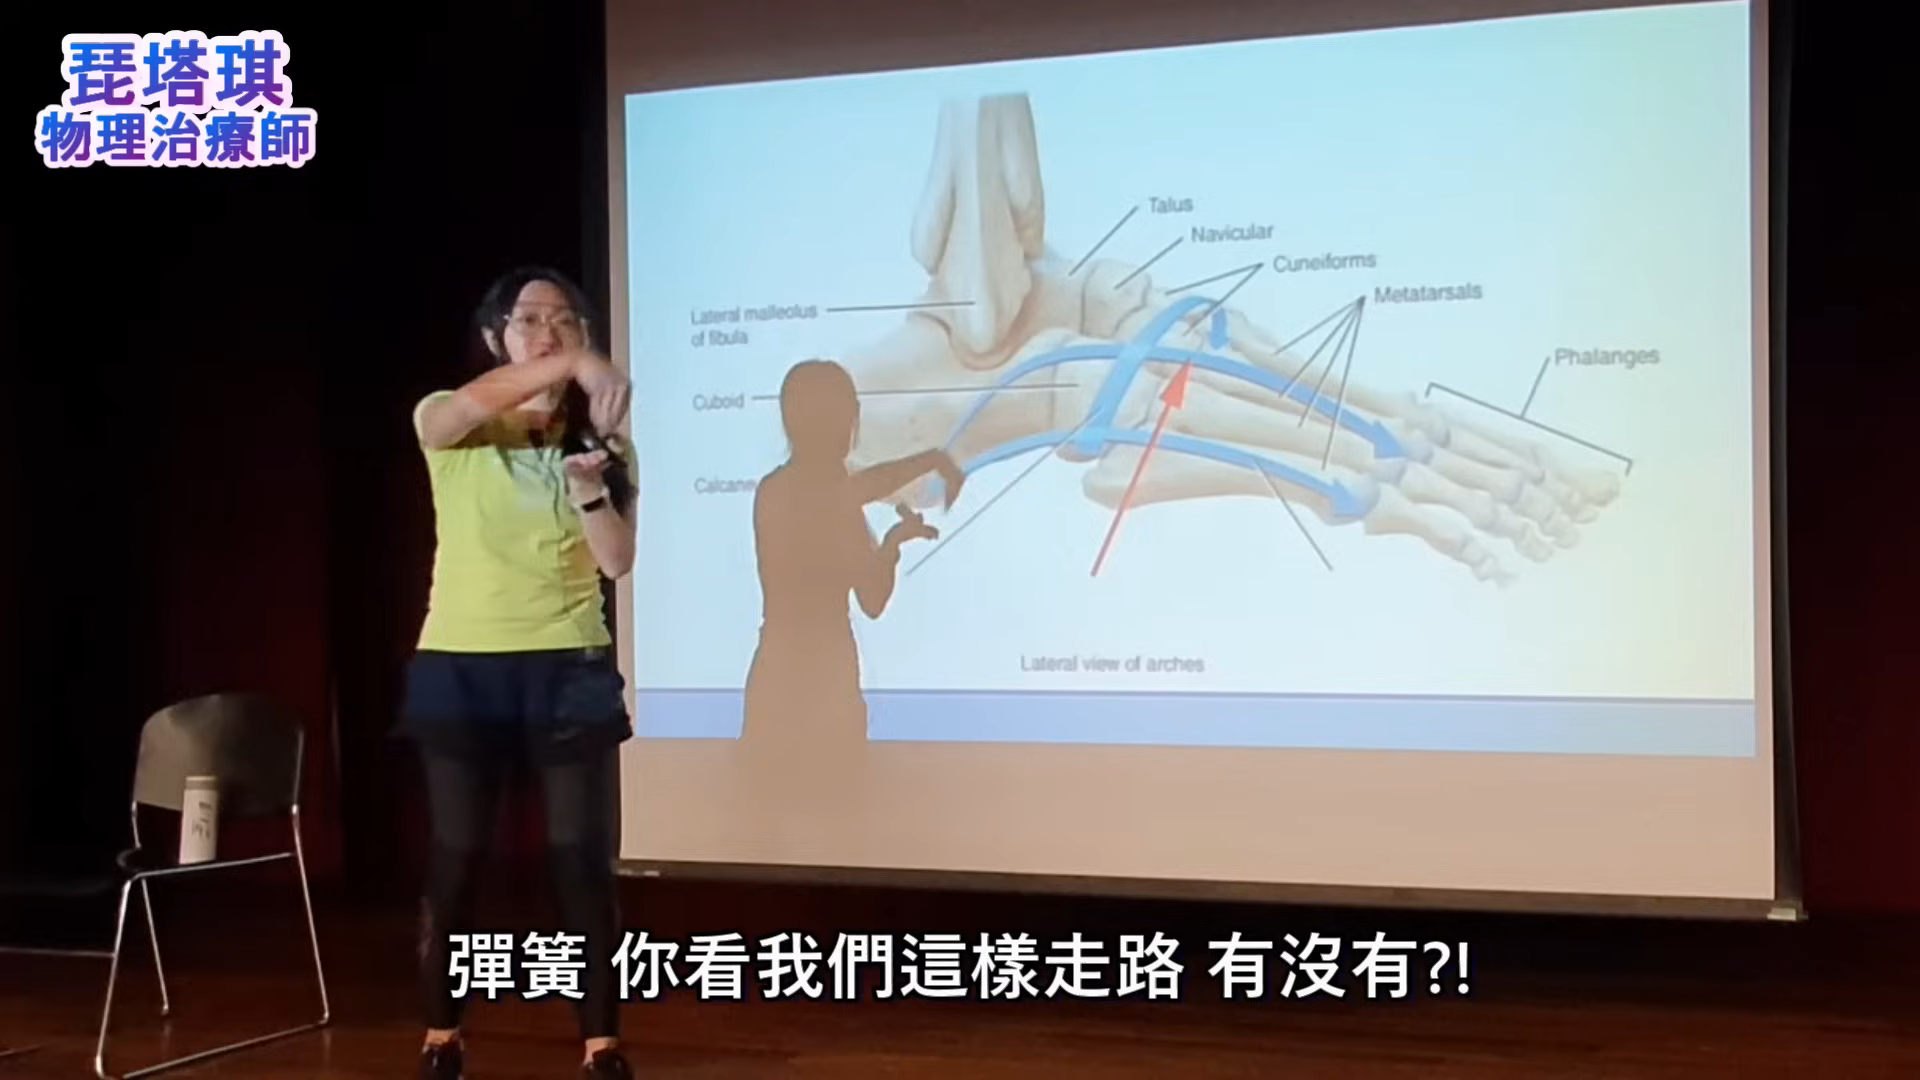 琵塔琪
物理治療師
Talus
Navicular
Cuneiforms
Metatarsals
Phalanges
Lateral malleolus
of fibula
Cuboid
Calcane
Lateral view of arches
彈簧 你看我們這樣走路 有沒有?!